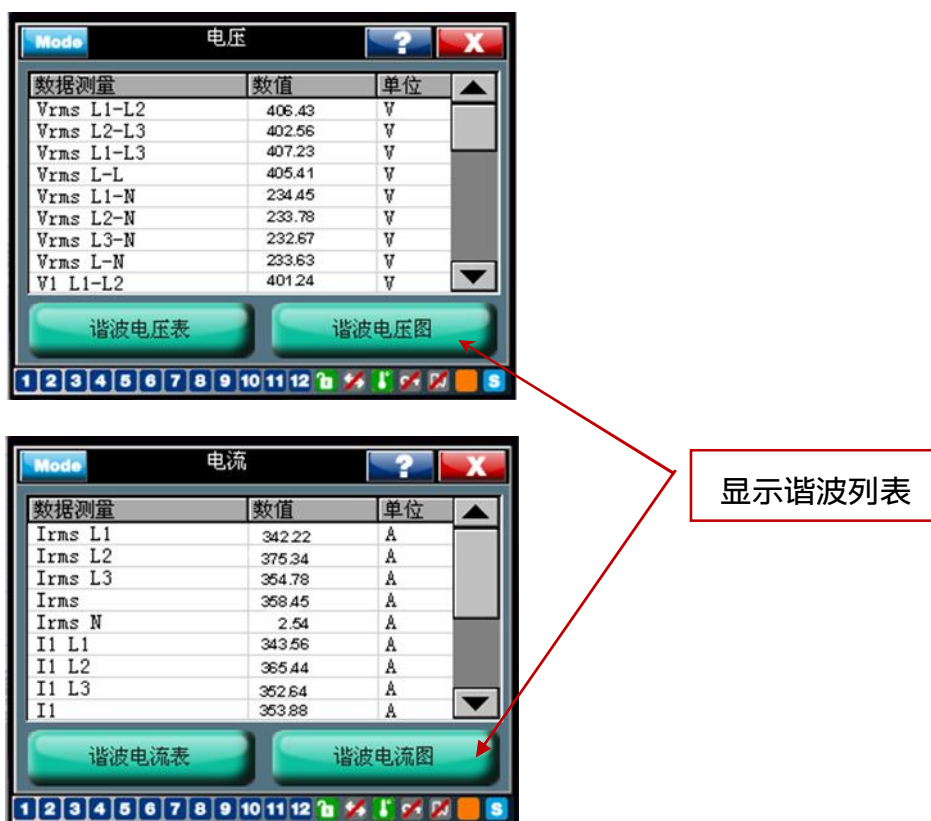 Mode 电压 ? X
数据测量 数值 单位
Vrms L1-L2 406.43 V
Vrms L2-L3 402.56 V
Vrms L1-L3 407.23 V
Vrms L-L 405.41 V
Vrms L1-N 234.45 V
Vrms L2-N 233.78 V
Vrms L3-N 232.67 V
Vrms L-N 233.63 V
V1 L1-L2 401.24 V
谐波电压表 谐波电压图
1 2 3 4 5 6 7 8 9 10 11 12 S
显示谐波列表
Mode 电流 ? X
数据测量 数值 单位
Irms L1 342.22 A
Irms L2 375.34 A
Irms L3 354.78 A
Irms 358.45 A
Irms N 2.54 A
I1 L1 343.56 A
I1 L2 365.44 A
I1 L3 352.64 A
I1 353.88 A
谐波电流表 谐波电流图
1 2 3 4 5 6 7 8 9 10 11 12 S